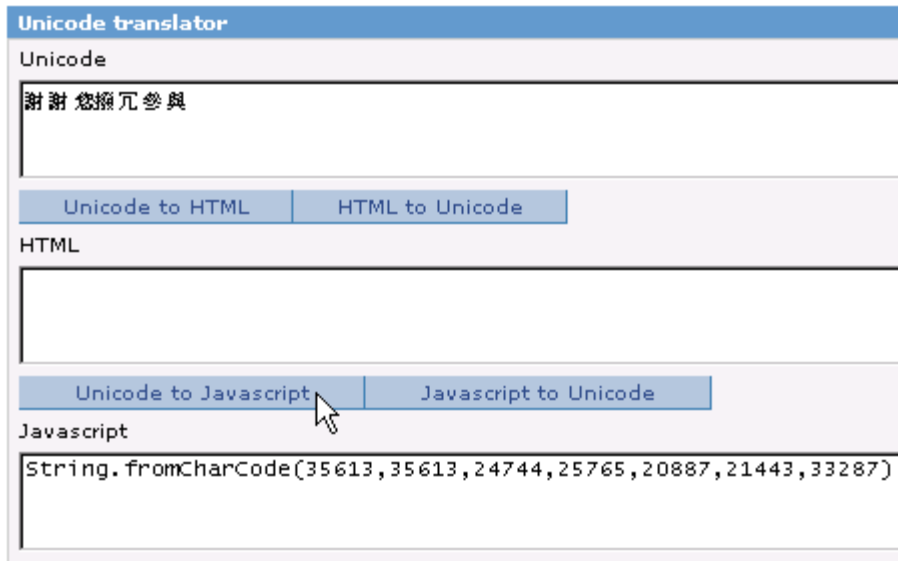 Unicode translator
Unicode
謝謝您撥冗參與
Unicode to HTML HTML to Unicode
HTML
Unicode to Javascript Javascript to Unicode
Javascript
String.fromCharCode(35613,35613,24744,25765,20887,21443,33287)